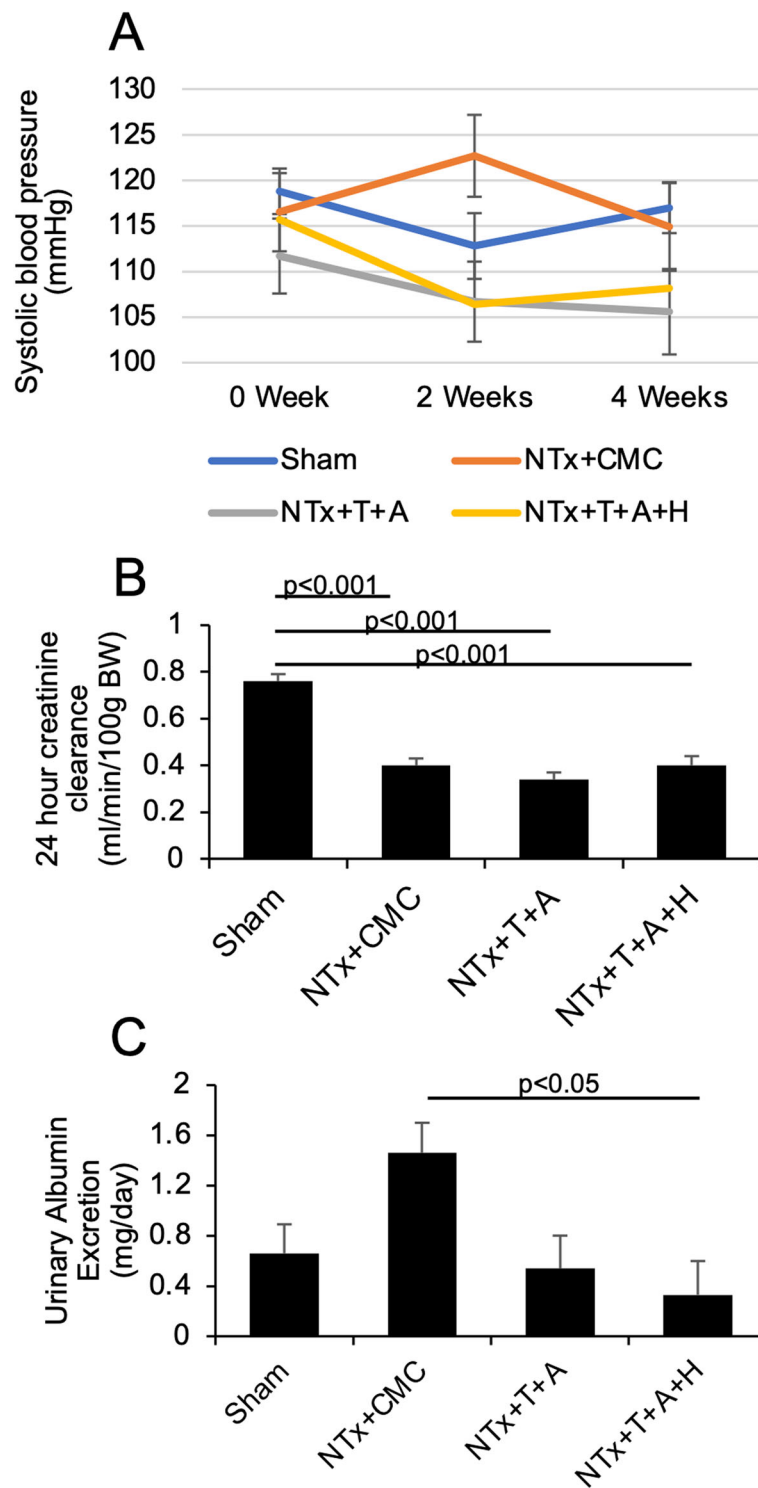 A
Systolic blood pressure
(mmHg)
130
125
120
115
110
105
100
0 Week 2 Weeks 4 Weeks
Sham NTx+CMC
NTx+T+A NTx+T+A+H
B
24 hour creatinine
clearance
(ml/min/100g BW)
p<0.001
p<0.001
p<0.001
1
0.8
0.6
0.4
0.2
0
Sham
NTx+CMC
NTx+T+A
NTx+T+A+H
C
Urinary Albumin
Excretion
(mg/day)
p<0.05
2
1.6
1.2
0.8
0.4
0
Sham
NTx+CMC
NTx+T+A
NTx+T+A+H